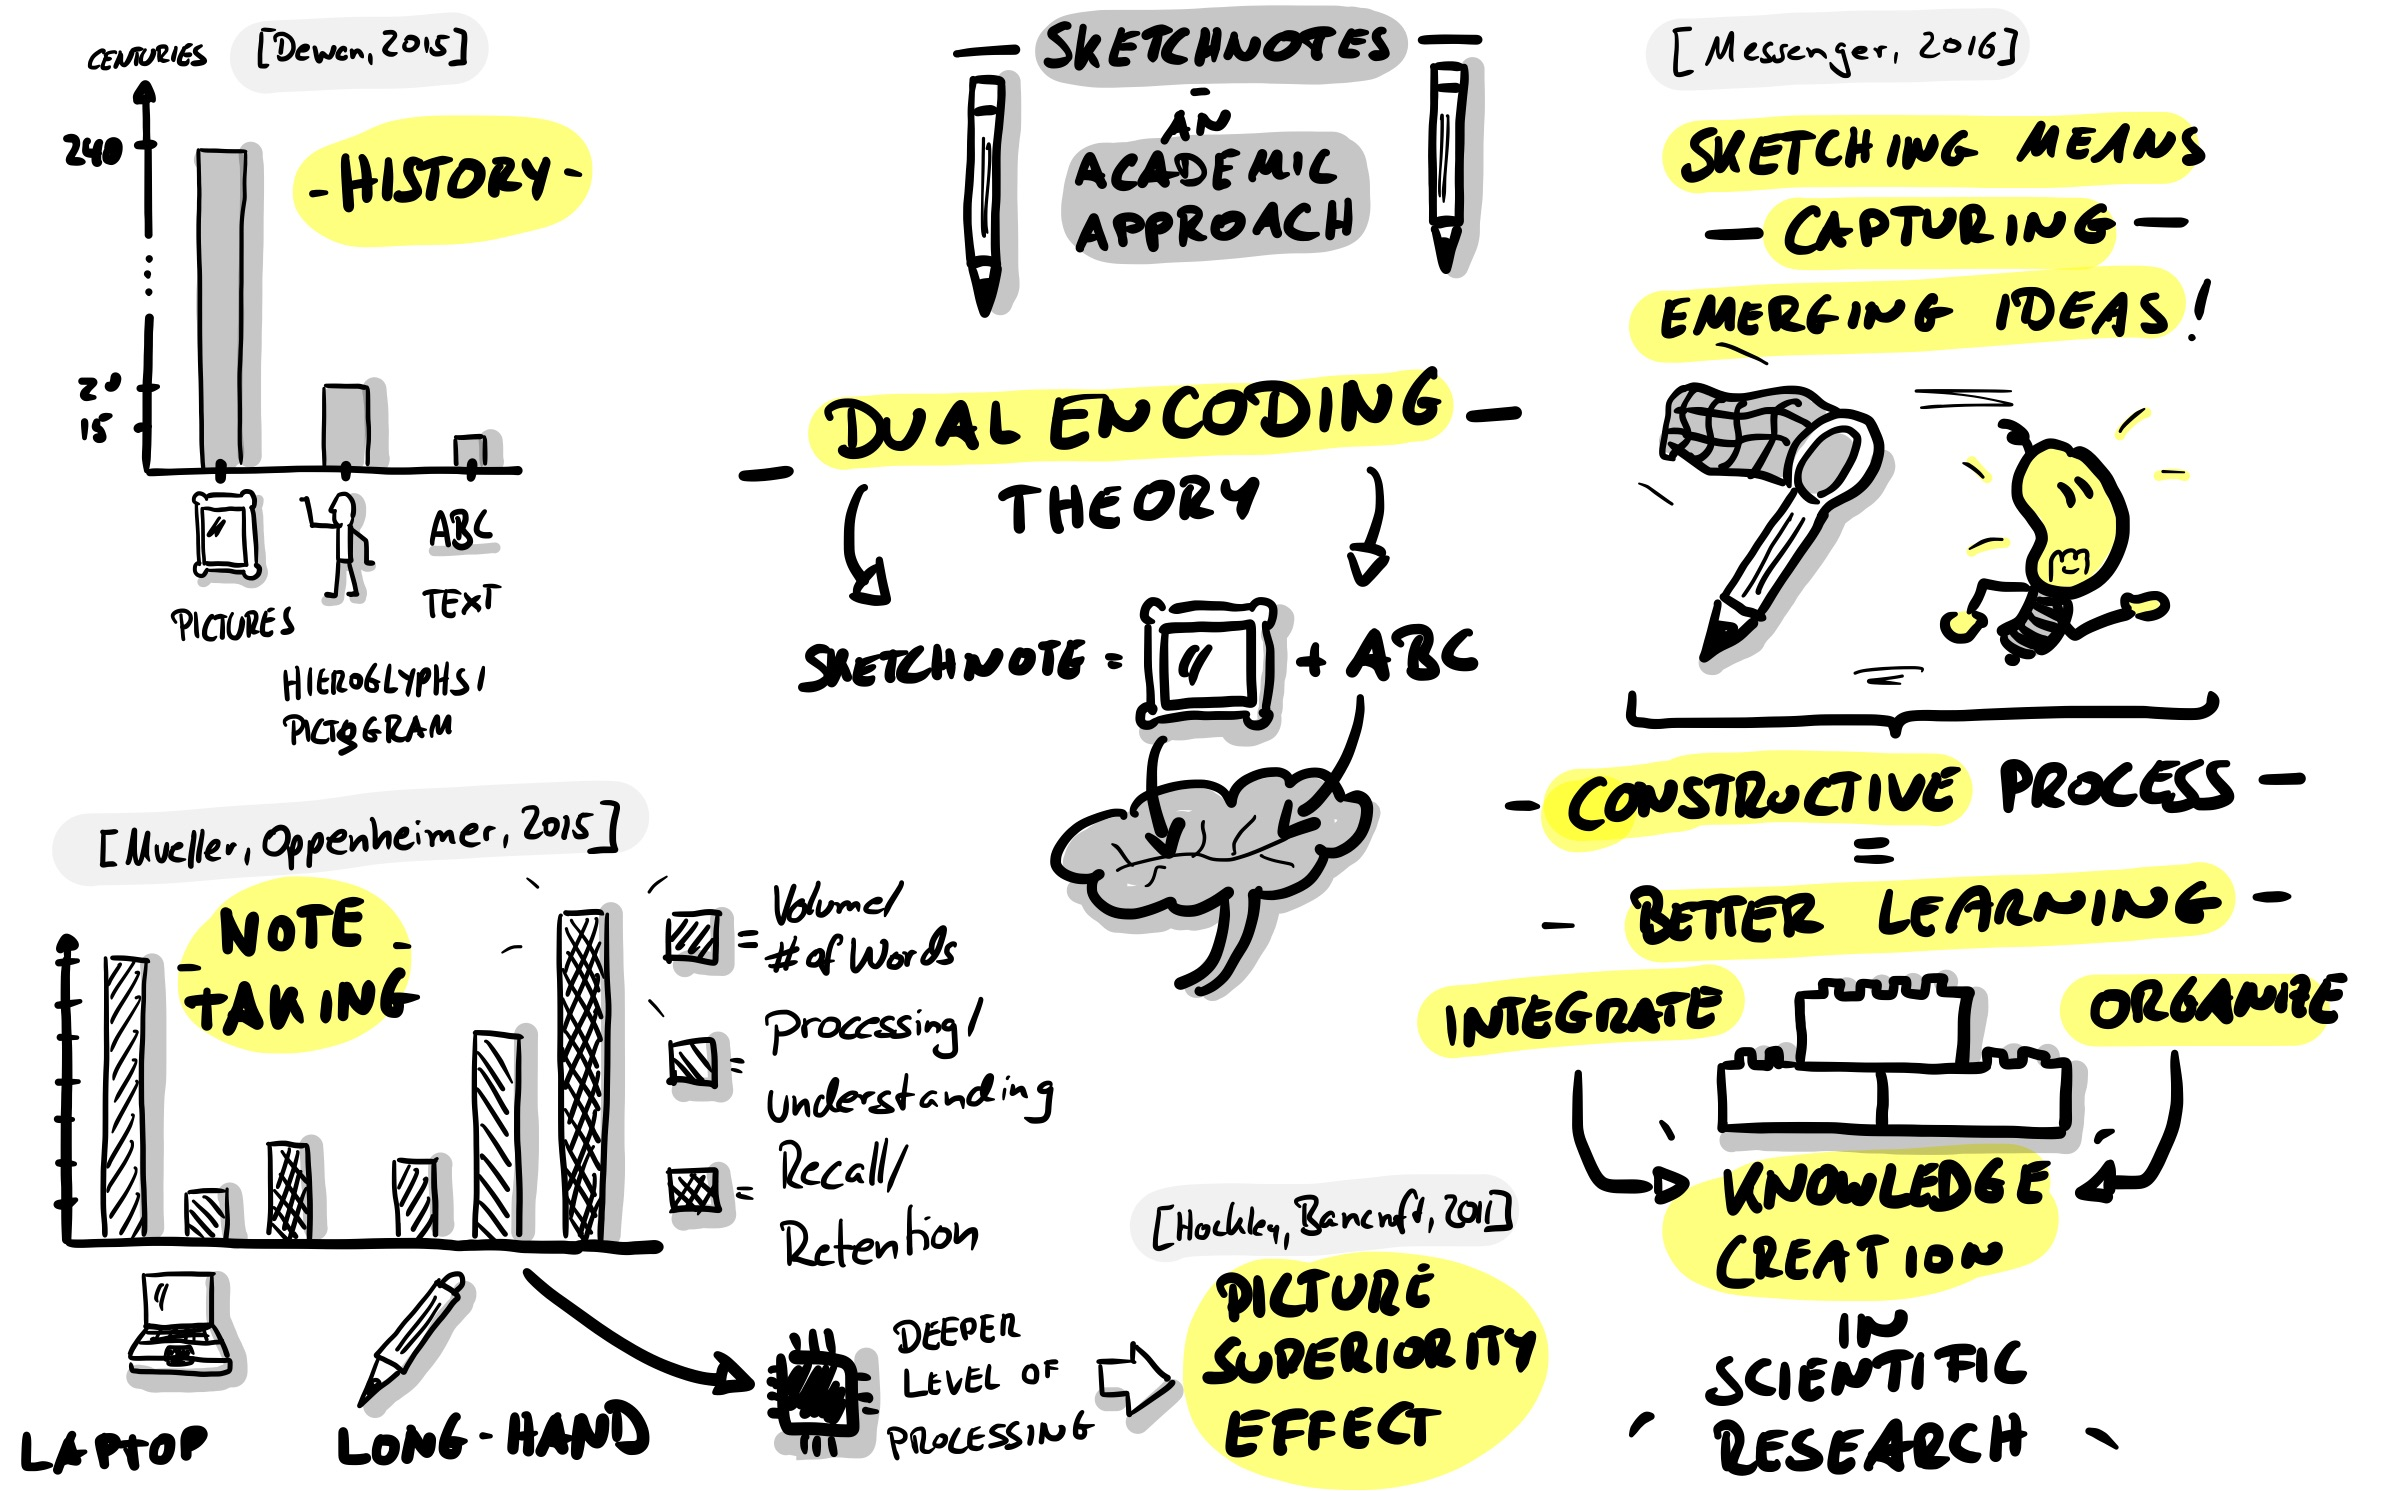 SKETCHNOTES
-
AN
ACADEMIC
APPROACH
CENTURIES
[Dewan, 2015]
- HISTORY -
240
20
15
PICTURES
HIEROGLYPHS/
PICTOGRAM
ABC
TEXT
DUAL ENCODING
THEORY
SKETCHNOTE = + ABC
[Messenger, 2016]
SKETCHING MEANS
- CAPTURING -
EMERGING IDEAS!
- CONSTRUCTIVE PROCESS -
=
- BETTER LEARNING -
INTEGRATE
ORGANIZE
KNOWLEDGE
CREATION
IN
SCIENTIFIC
RESEARCH
[Mueller, Oppenheimer, 2015]
NOTE -
- TAKING
= Volume/
# of Words
= Processing/
understanding
= Recall/
Retention
LAPTOP
LONG-HAND
DEEPER
LEVEL OF
PROCESSING
[Hockley, Bancroft, 2011]
PICTURE
SUPERIORITY
EFFECT